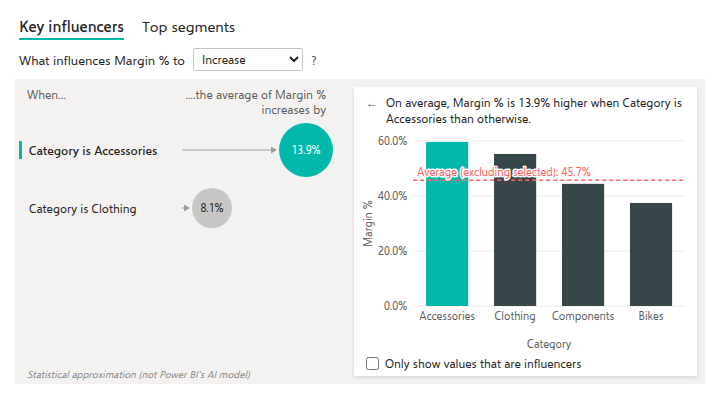 Key influencers Top segments
What influences Margin % to Increase ?
When...
....the average of Margin %
increases by
Category is Accessories 13.9%
Category is Clothing 8.1%
Statistical approximation (not Power BI's AI model)
← On average, Margin % is 13.9% higher when Category is
Accessories than otherwise.
60.0%
Average (excluding selected): 45.7%
40.0%
Margin %
20.0%
0.0%
Accessories Clothing Components Bikes
Category
Only show values that are influencers